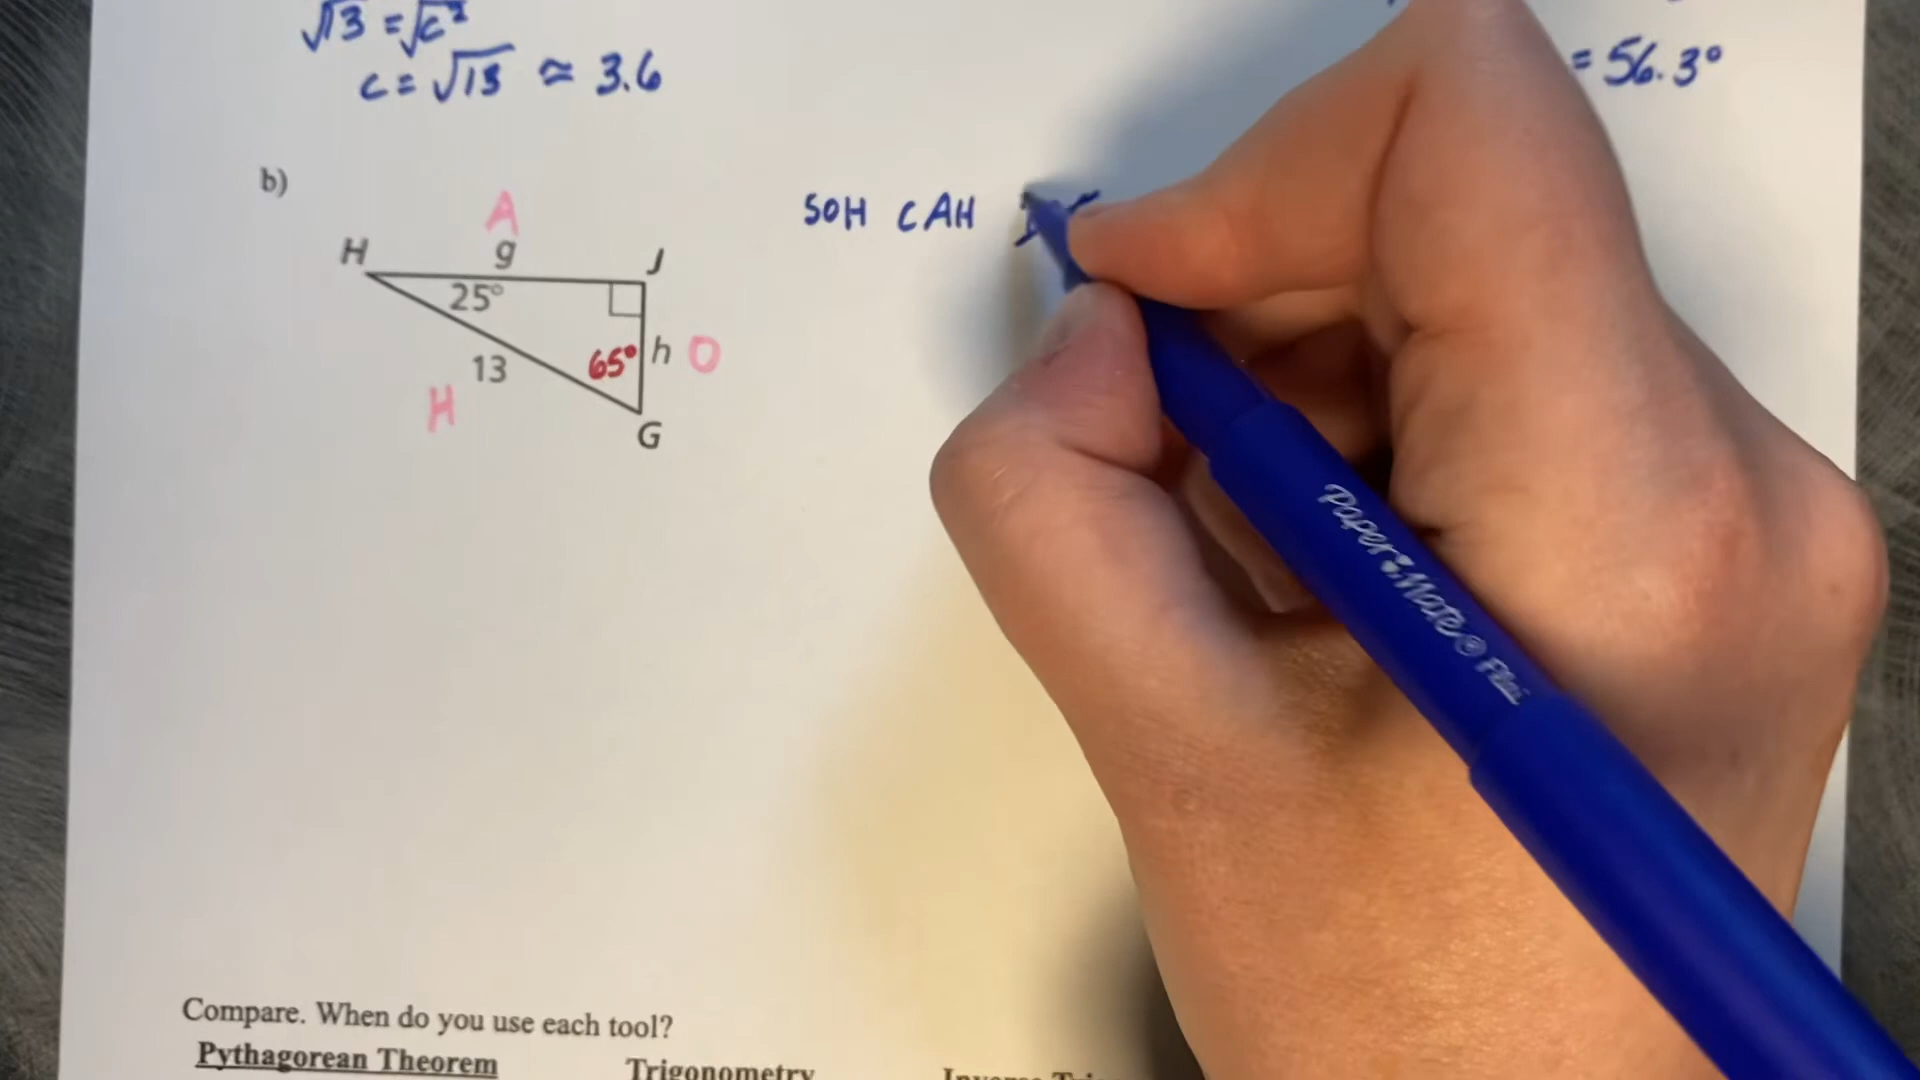 √13 = √c²
c = √13 ≈ 3.6
= 56.3°
b)
A
SOH CAH
H g J
25°
65° h O
13
H
G
Paper Mate® Flair
Compare. When do you use each tool?
Pythagorean Theorem Trigonometry